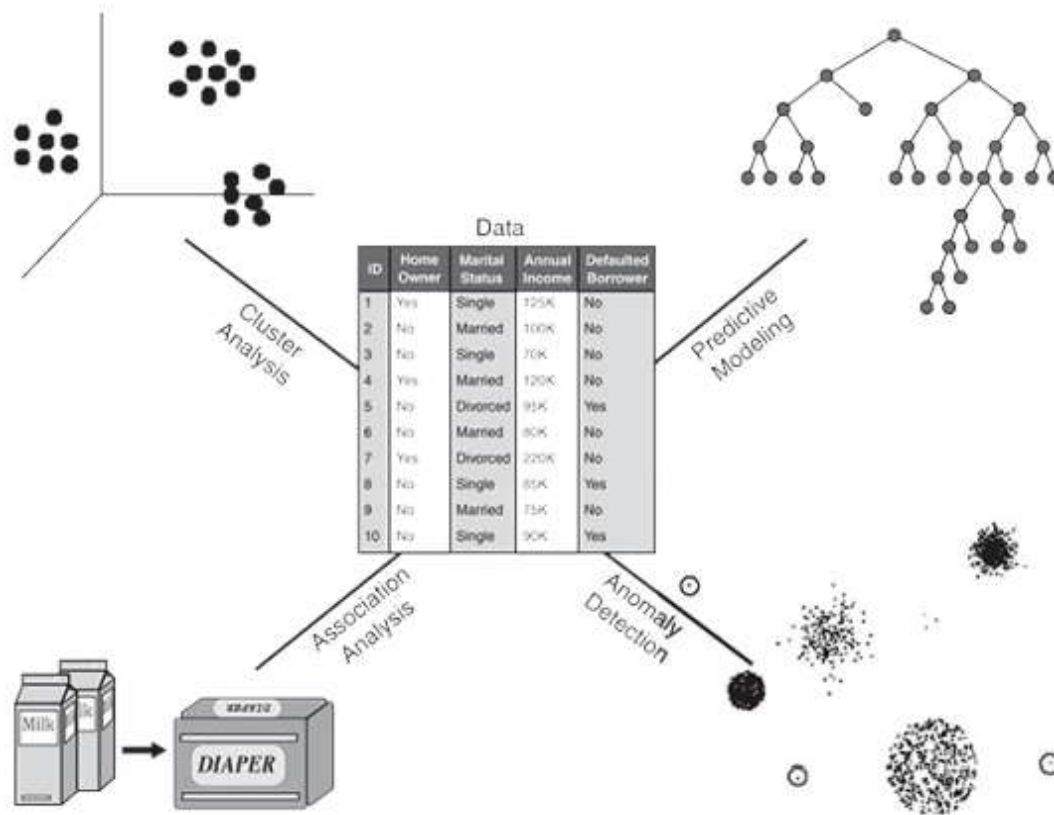 Data
ID Home Owner Marital Status Annual Income Defaulted Borrower
1 Yes Single 125K No
2 No Married 100K No
3 No Single 70K No
4 Yes Married 120K No
5 No Divorced 95K Yes
6 No Married 80K No
7 Yes Divorced 220K No
8 No Single 85K Yes
9 No Married 75K No
10 No Single 90K Yes
Cluster
Analysis
Predictive
Modeling
Association
Analysis
Anomaly
Detection
Milk
lk
DIAPER
DIAPER